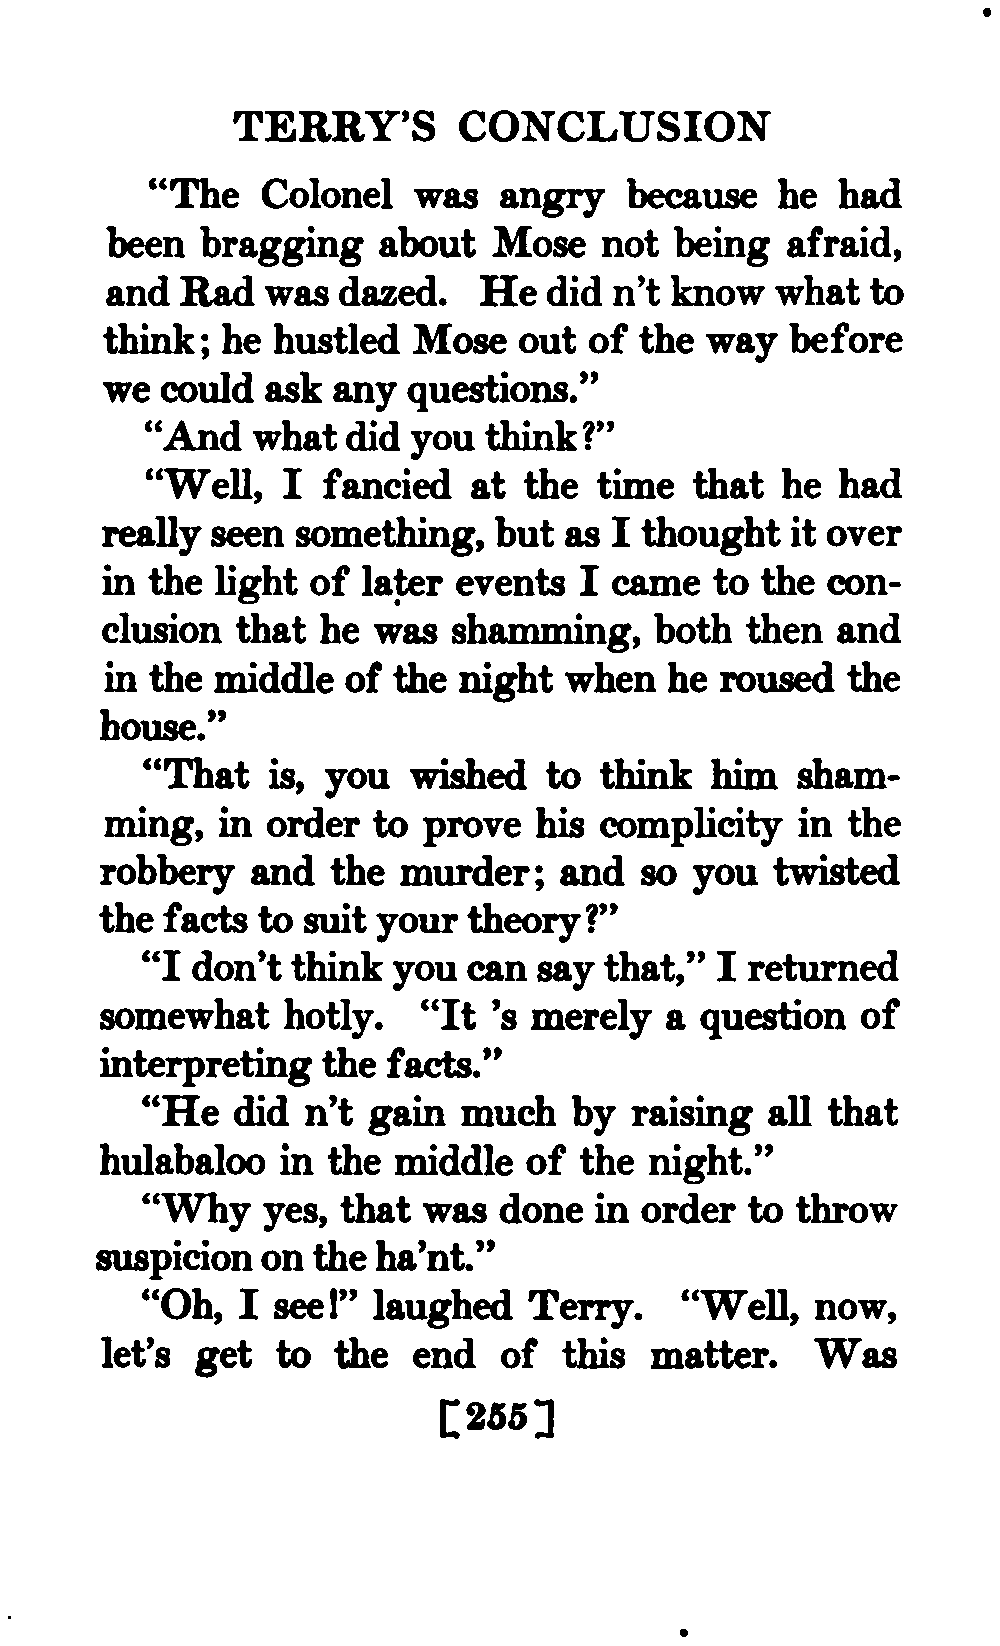 TERRY'S CONCLUSION
“The Colonel was angry because he had
been bragging about Mose not being afraid,
and Rad was dazed. He did n't know what to
think; he hustled Mose out of the way before
we could ask any questions.”
“And what did you think?”
“Well, I fancied at the time that he had
really seen something, but as I thought it over
in the light of later events I came to the con-
clusion that he was shamming, both then and
in the middle of the night when he roused the
house.”
“That is, you wished to think him sham-
ming, in order to prove his complicity in the
robbery and the murder; and so you twisted
the facts to suit your theory?”
“I don't think you can say that,” I returned
somewhat hotly. “It 's merely a question of
interpreting the facts.”
“He did n't gain much by raising all that
hulabaloo in the middle of the night.”
“Why yes, that was done in order to throw
suspicion on the ha'nt.”
“Oh, I see!” laughed Terry. “Well, now,
let's get to the end of this matter. Was
[255]